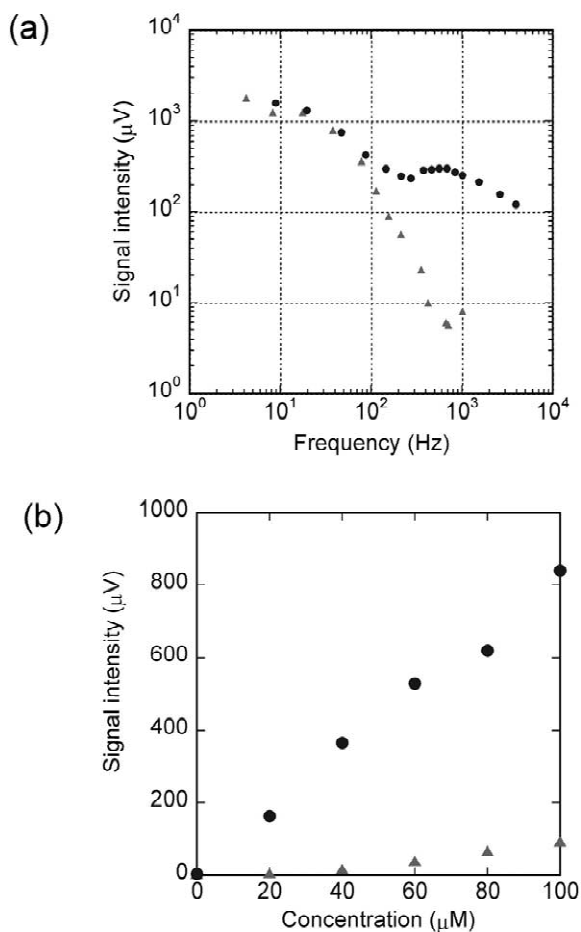 (a)
10⁴
10³
10²
10¹
10⁰
Signal intensity (μV)
10⁰ 10¹ 10² 10³ 10⁴
Frequency (Hz)
(b)
1000
800
600
400
200
0
Signal intensity (μV)
0 20 40 60 80 100
Concentration (μM)